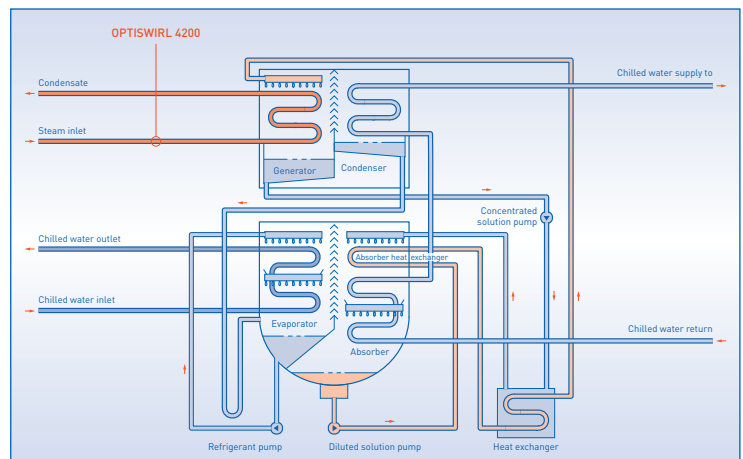 OPTISWIRL 4200
Condensate
Chilled water supply to
Steam inlet
Generator
Condenser
Concentrated
solution pump
Chilled water outlet
Absorber heat exchanger
Chilled water inlet
Evaporator
Absorber
Chilled water return
Refrigerant pump
Diluted solution pump
Heat exchanger